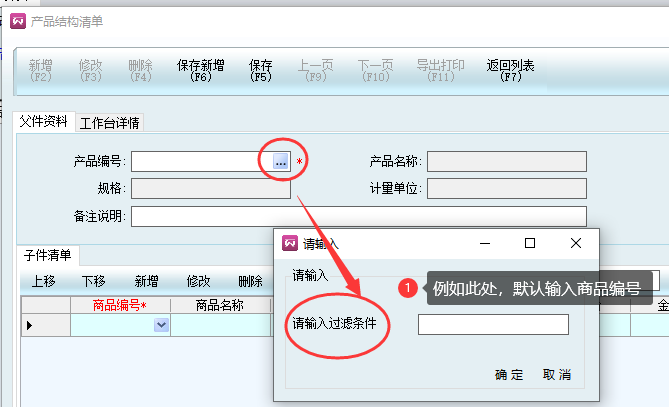 产品结构清单
新增 修改 删除 保存新增 保存 上一页 下一页 导出打印 返回列表
(F2) (F3) (F4) (F6) (F5) (F9) (F10) (F11) (F7)
父件资料 工作台详情
产品编号: ... * 产品名称:
规格: 计量单位:
备注说明:
请输入
子件清单
请输入
上移 下移 新增 修改 删除
1 例如此处，默认输入商品编号
商品编号* 商品名称 金
请输入过滤条件
确定 取消